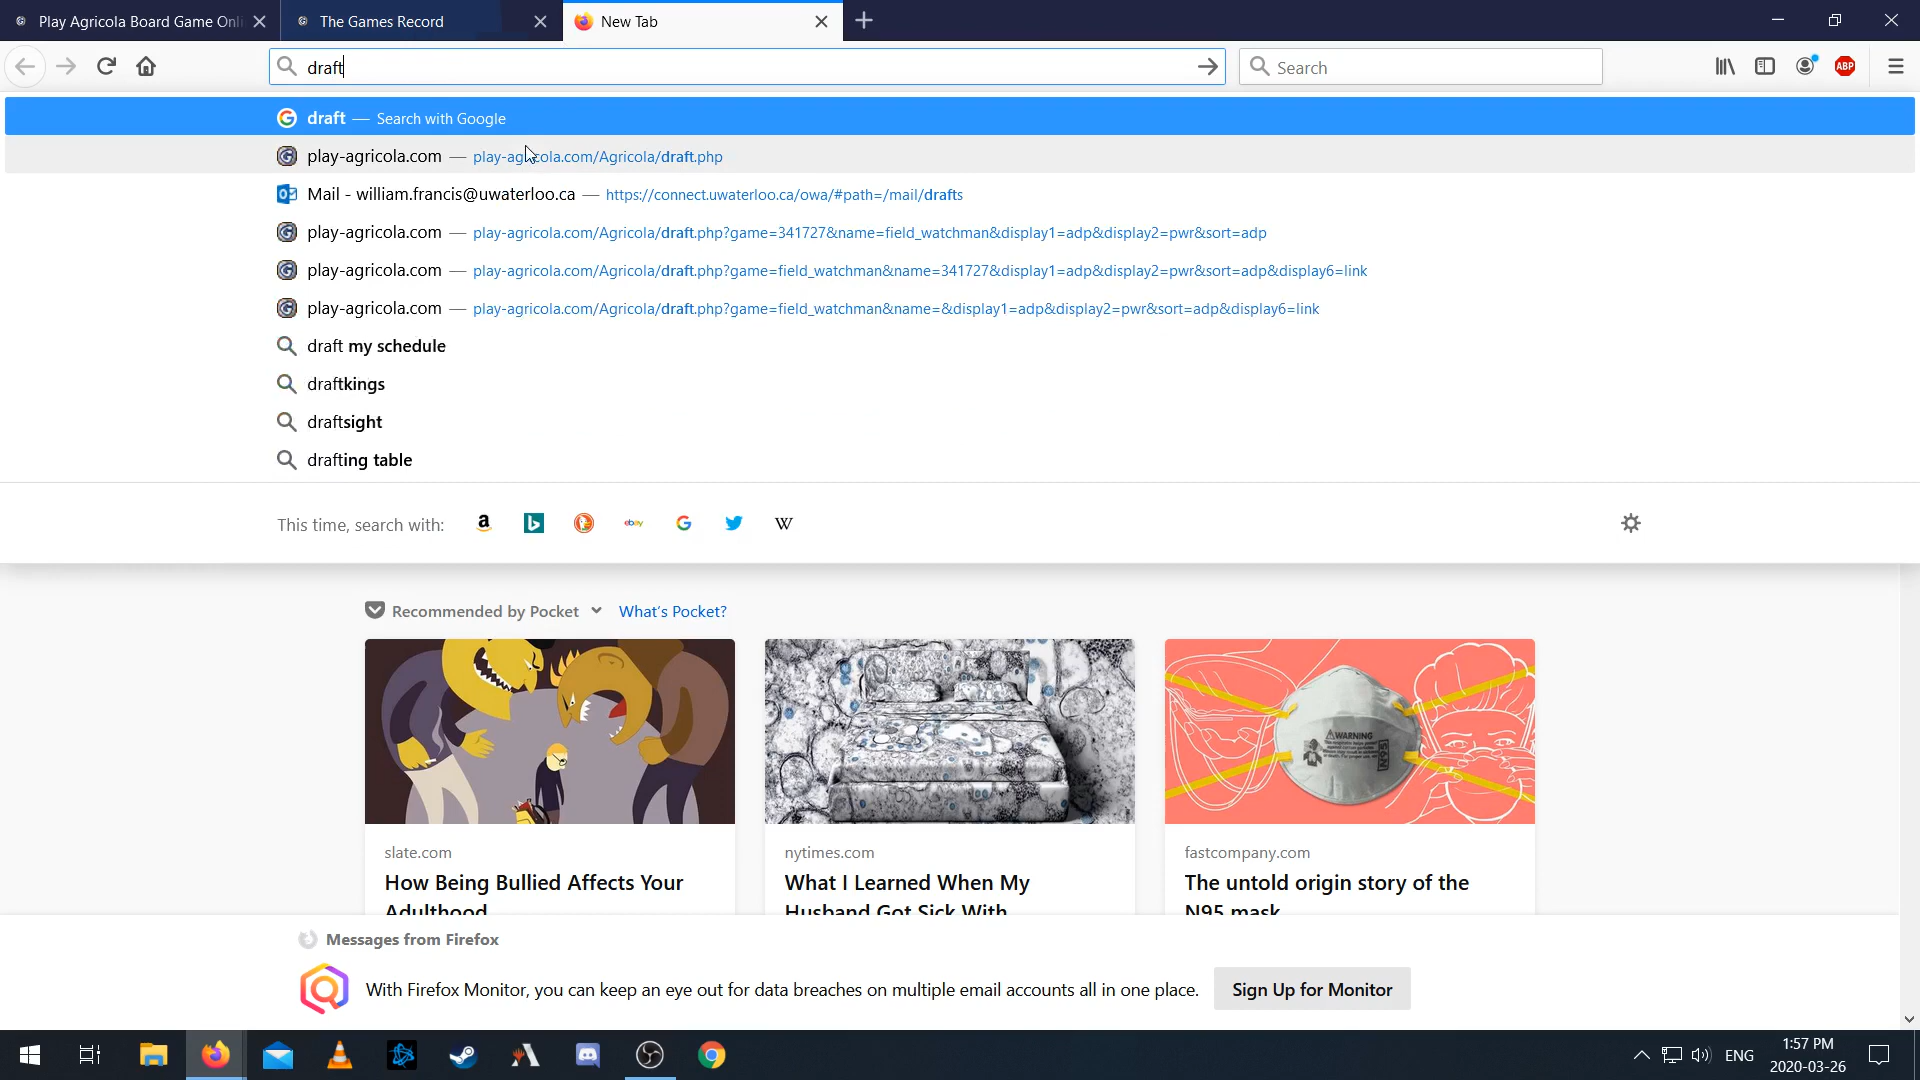 Play Agricola Board Game Onli
The Games Record
New Tab
draft
Search
ABP
draft — Search with Google
play-agricola.com — play-agricola.com/Agricola/draft.php
Mail - william.francis@uwaterloo.ca — https://connect.uwaterloo.ca/owa/#path=/mail/drafts
play-agricola.com — play-agricola.com/Agricola/draft.php?game=341727&name=field_watchman&display1=adp&display2=pwr&sort=adp
play-agricola.com — play-agricola.com/Agricola/draft.php?game=field_watchman&name=341727&display1=adp&display2=pwr&sort=adp&display6=link
play-agricola.com — play-agricola.com/Agricola/draft.php?game=field_watchman&name=&display1=adp&display2=pwr&sort=adp&display6=link
draft my schedule
draftkings
draftsight
drafting table
This time, search with:
Recommended by Pocket
What's Pocket?
WARNING
N95
slate.com
How Being Bullied Affects Your
Adulthood
nytimes.com
What I Learned When My
Husband Got Sick With
fastcompany.com
The untold origin story of the
N95 mask
Messages from Firefox
With Firefox Monitor, you can keep an eye out for data breaches on multiple email accounts all in one place.
Sign Up for Monitor
ENG
1:57 PM
2020-03-26